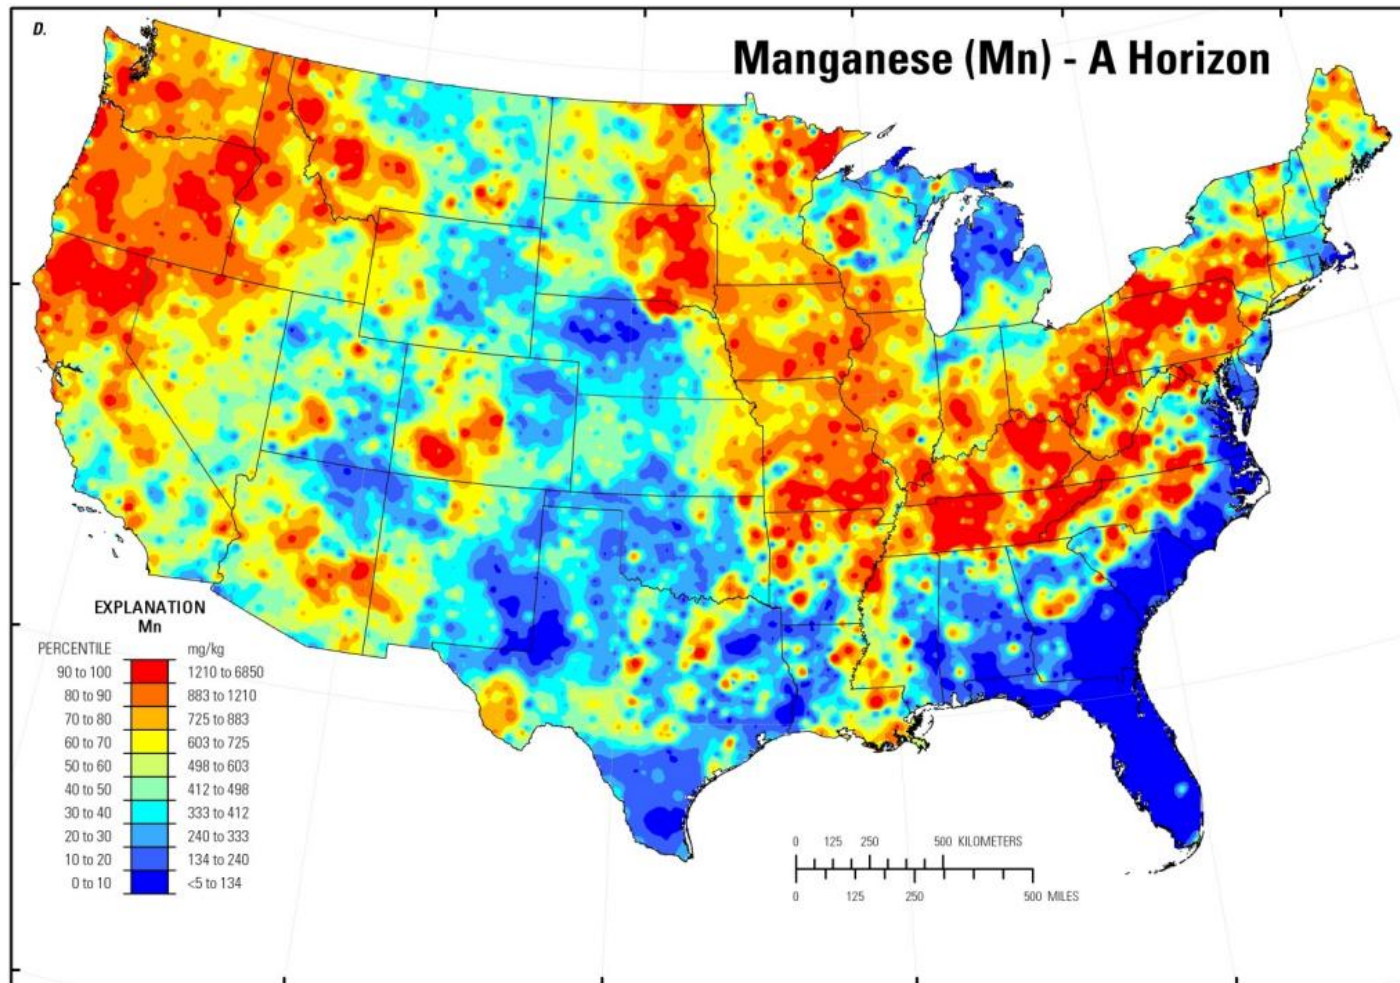 D.
Manganese (Mn) - A Horizon
EXPLANATION
Mn
PERCENTILE mg/kg
90 to 100 1210 to 6850
80 to 90 883 to 1210
70 to 80 725 to 883
60 to 70 603 to 725
50 to 60 498 to 603
40 to 50 412 to 498
30 to 40 333 to 412
20 to 30 240 to 333
10 to 20 134 to 240
0 to 10 <5 to 134
0 125 250 500 KILOMETERS
0 125 250 500 MILES